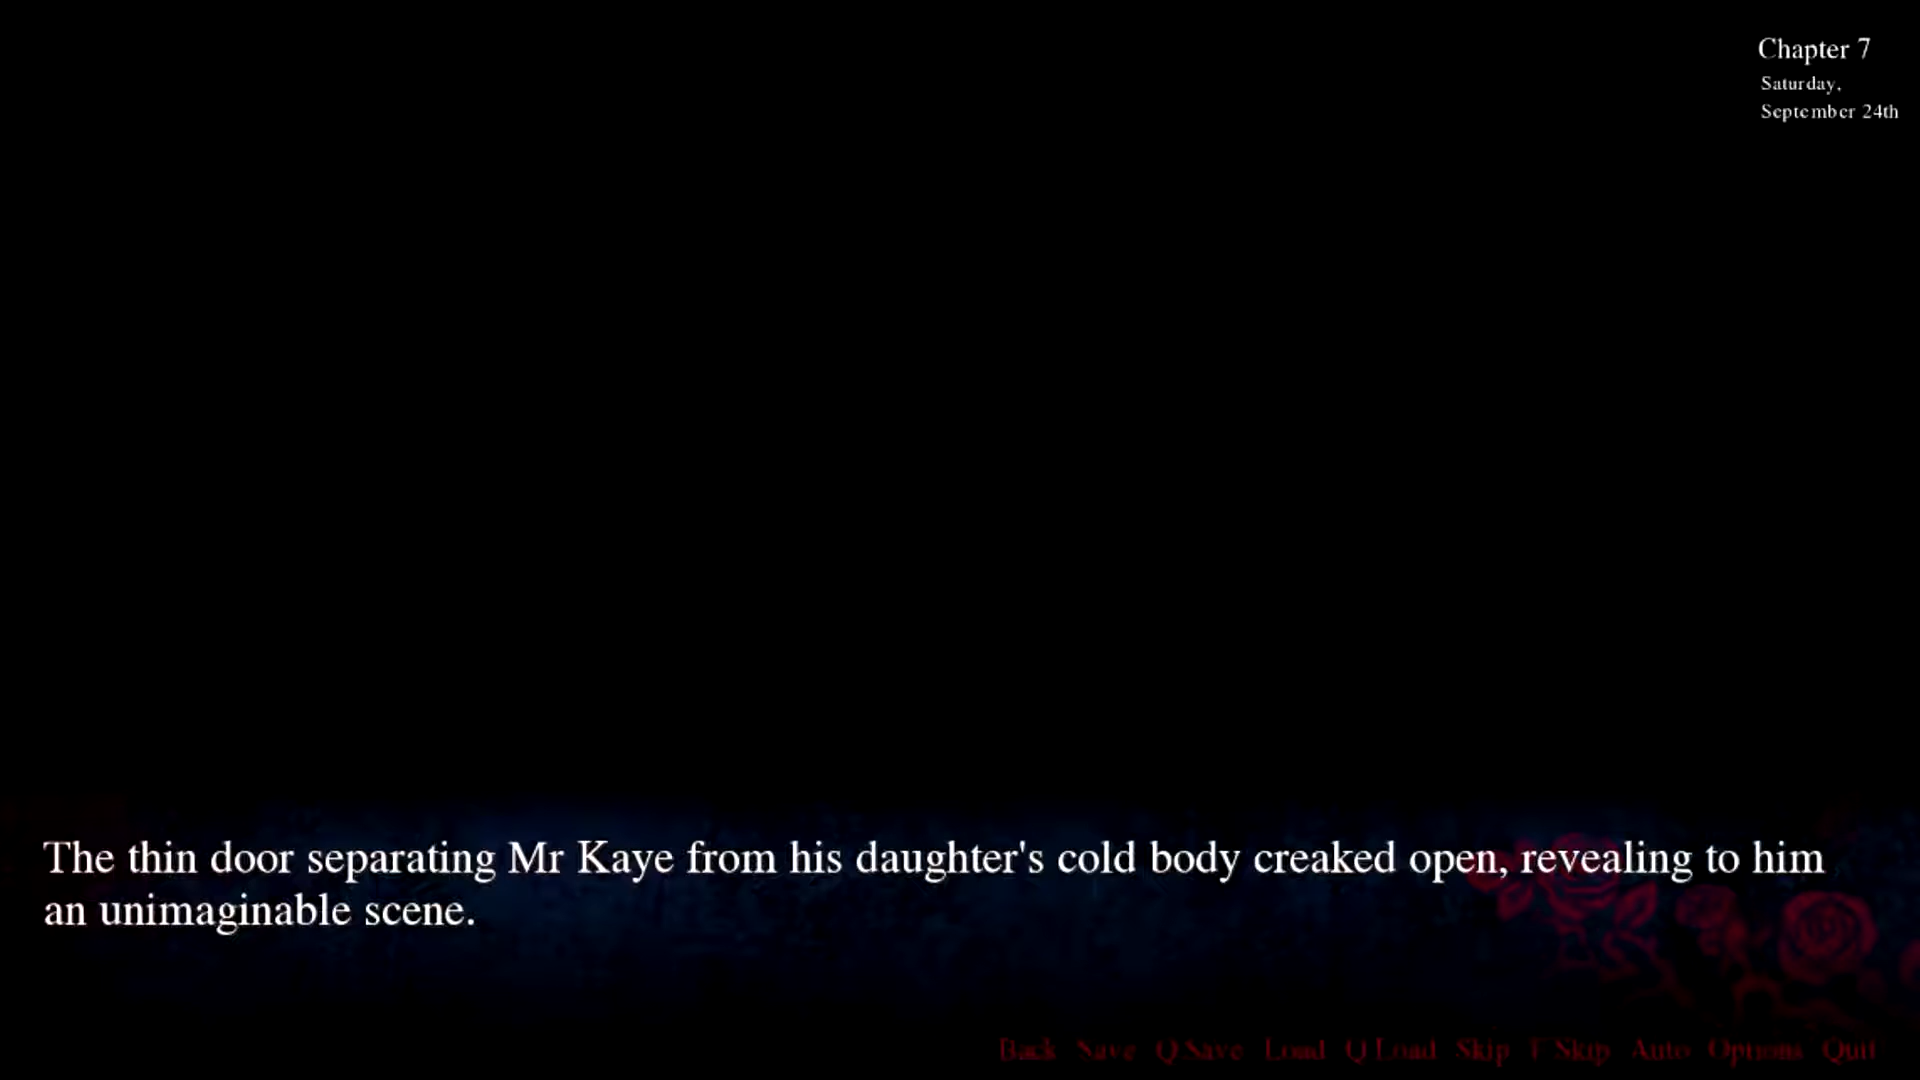 Chapter 7
Saturday,
September 24th
The thin door separating Mr Kaye from his daughter's cold body creaked open, revealing to him
an unimaginable scene.
Back Save Q Save Load Q Load Skip T Skip Auto Options Quit